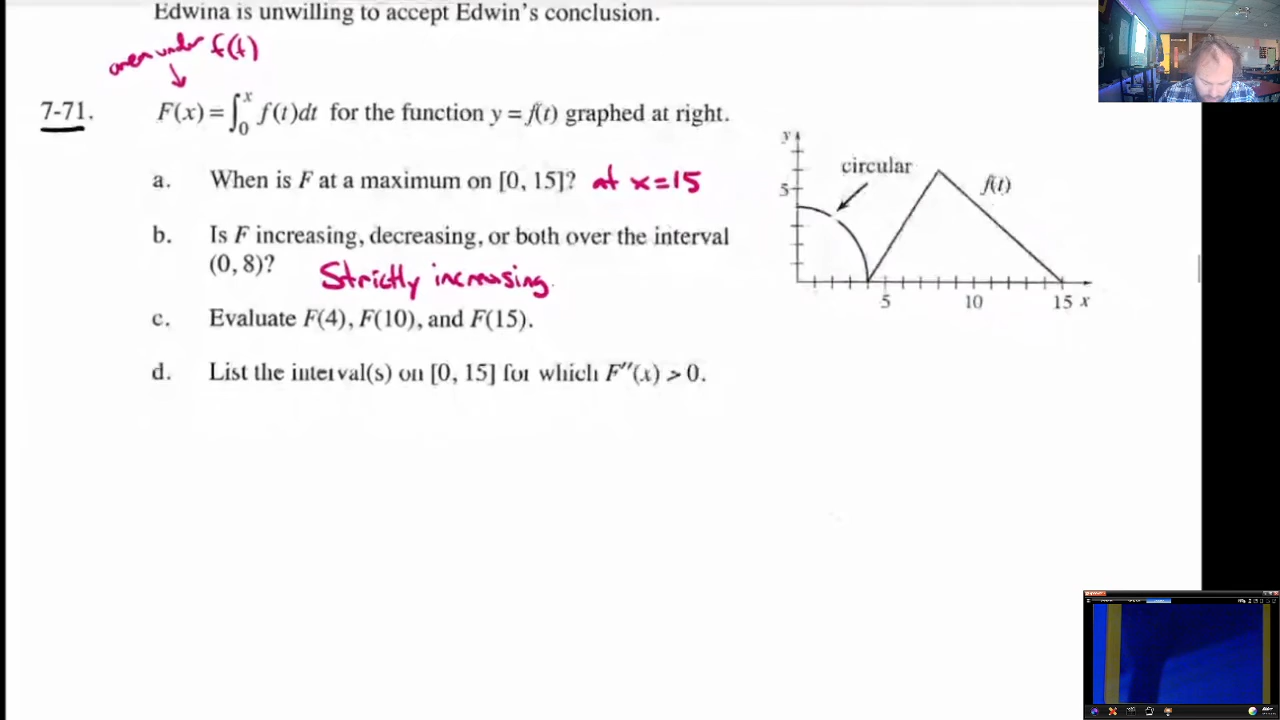 Edwina is unwilling to accept Edwin's conclusion.
area under f(t)
7-71. F(x) = ∫₀ˣ f(t)dt for the function y = f(t) graphed at right.
a. When is F at a maximum on [0, 15]? at x=15
b. Is F increasing, decreasing, or both over the interval
(0, 8)? Strictly increasing.
c. Evaluate F(4), F(10), and F(15).
d. List the interval(s) on [0, 15] for which F″(x) > 0.
y
circular
f(t)
5
5 10 15 x